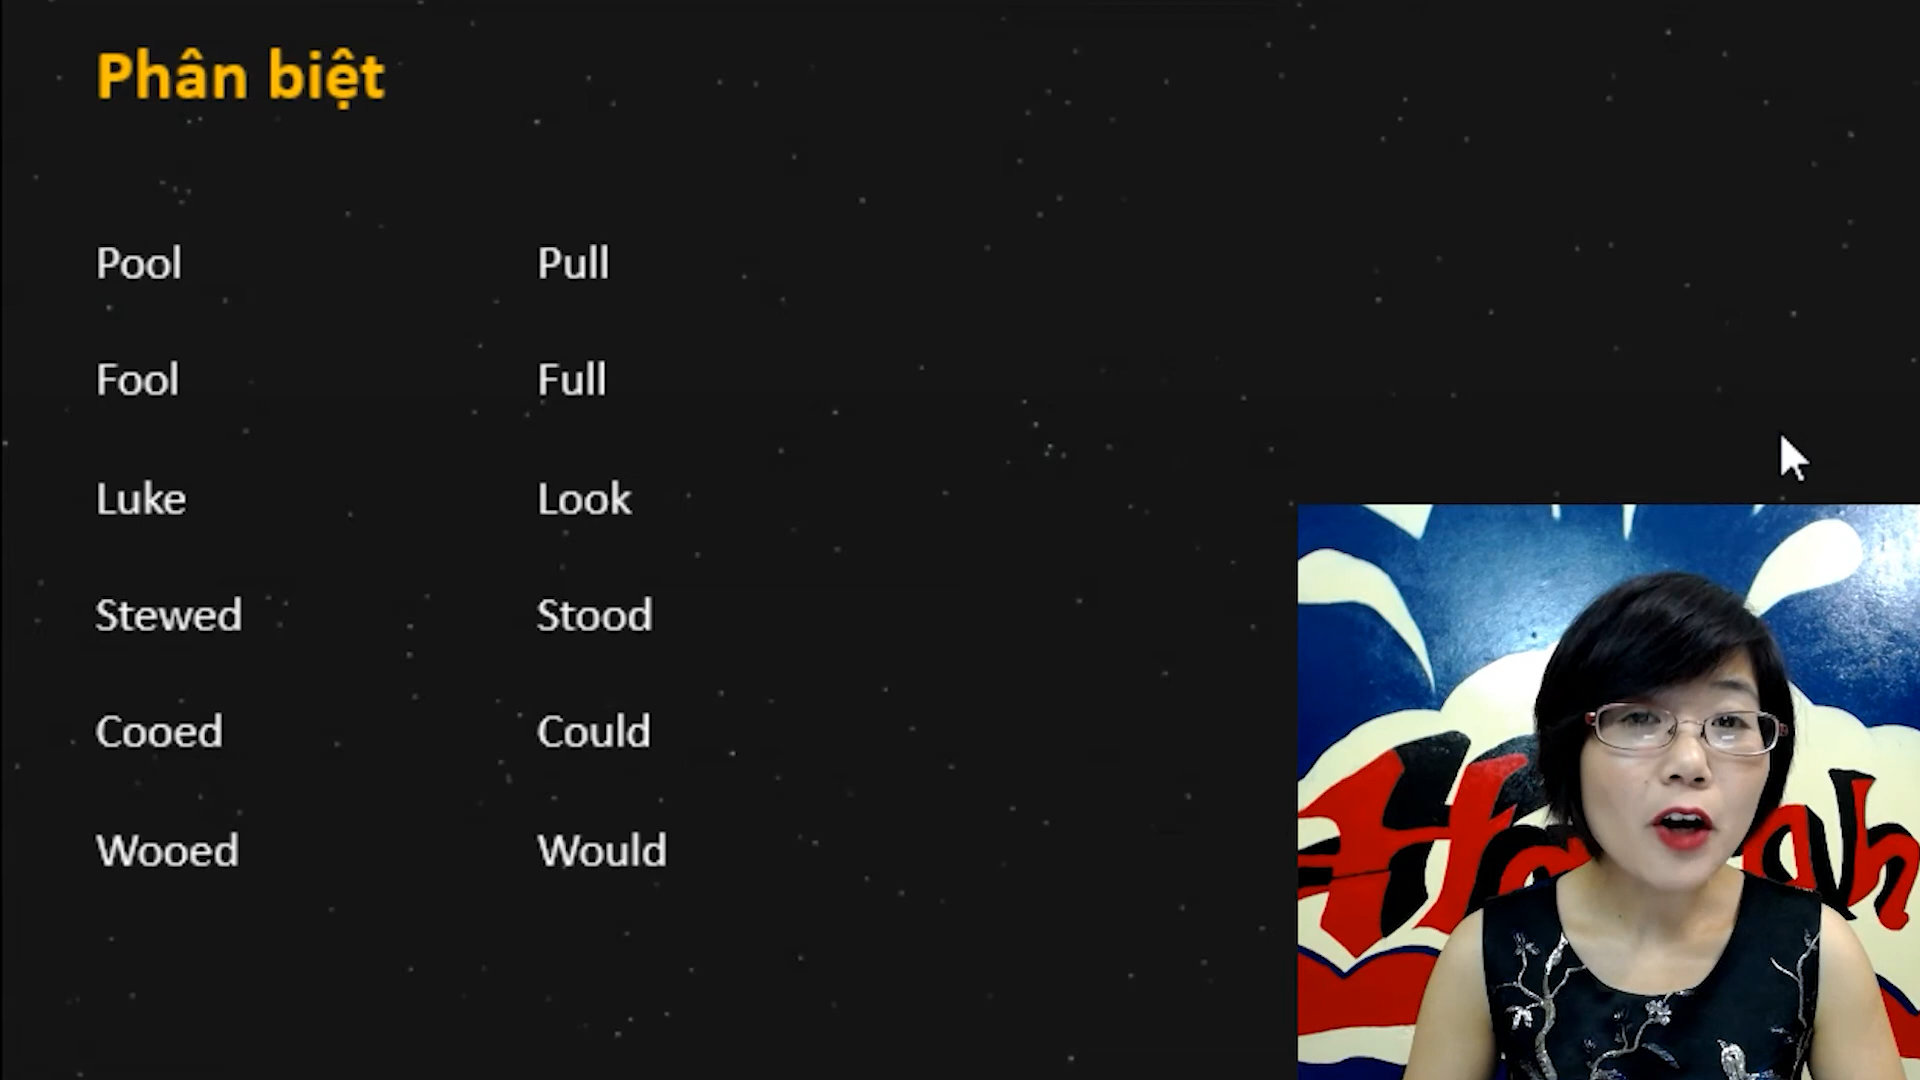 Phân biệt
Pool Pull
Fool Full
Luke Look
Stewed Stood
Cooed Could
Wooed Would